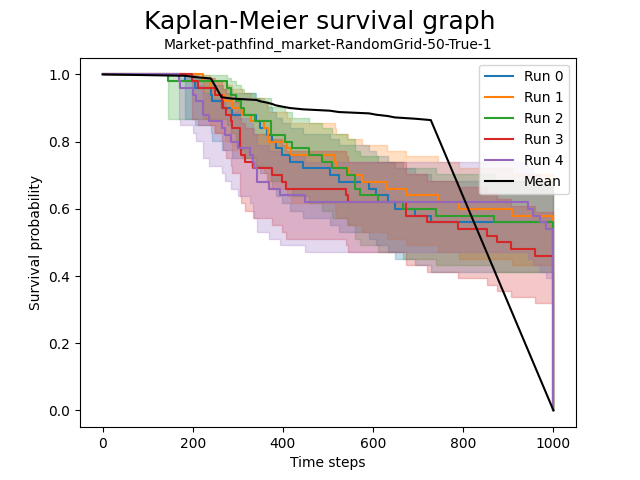 Kaplan-Meier survival graph
Market-pathfind_market-RandomGrid-50-True-1
1.0
0.8
0.6
0.4
0.2
0.0
Survival probability
0
200
400
600
800
1000
Time steps
Run 0
Run 1
Run 2
Run 3
Run 4
Mean